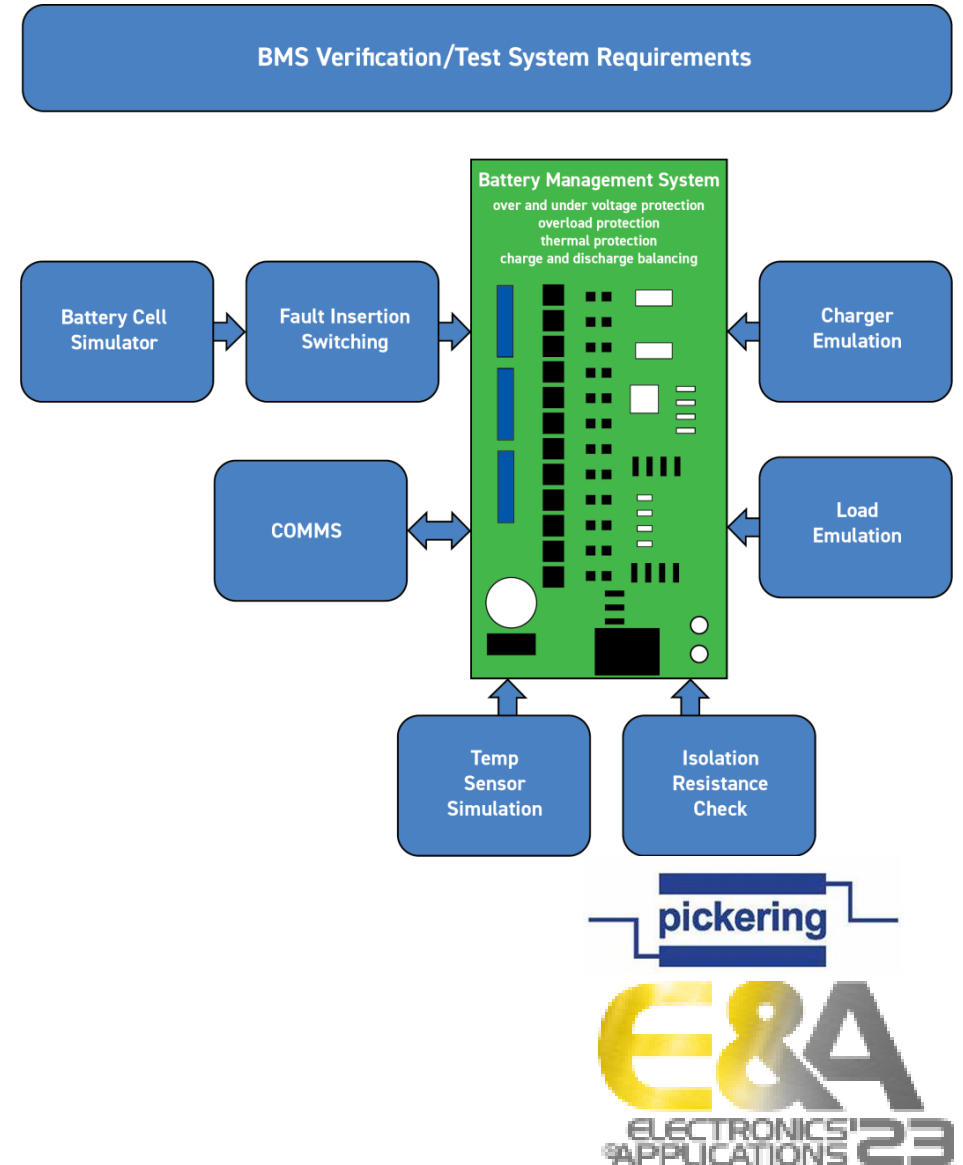 BMS Verification/Test System Requirements
Battery Management System
over and under voltage protection
overload protection
thermal protection
charge and discharge balancing
Battery Cell
Simulator
Fault Insertion
Switching
Charger
Emulation
COMMS
Load
Emulation
Temp
Sensor
Simulation
Isolation
Resistance
Check
pickering
E&A
ELECTRONICS
&APPLICATIONS
'23